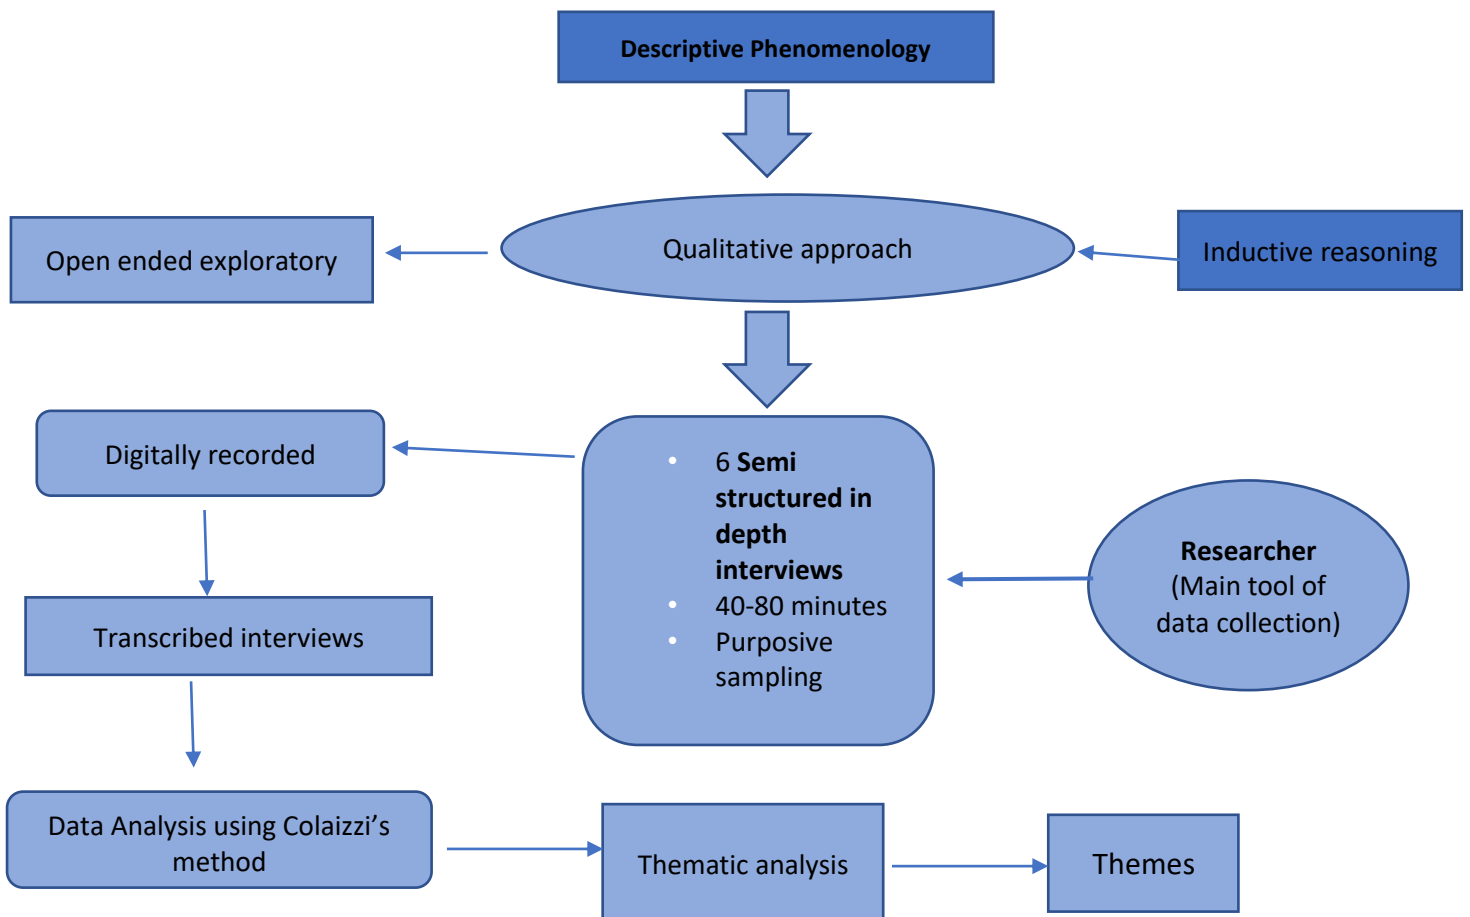 Descriptive Phenomenology
Open ended exploratory
Qualitative approach
Inductive reasoning
Digitally recorded
• 6 Semi
structured in
depth
interviews
• 40-80 minutes
• Purposive
sampling
Researcher
(Main tool of
data collection)
Transcribed interviews
Data Analysis using Colaizzi’s
method
Thematic analysis
Themes